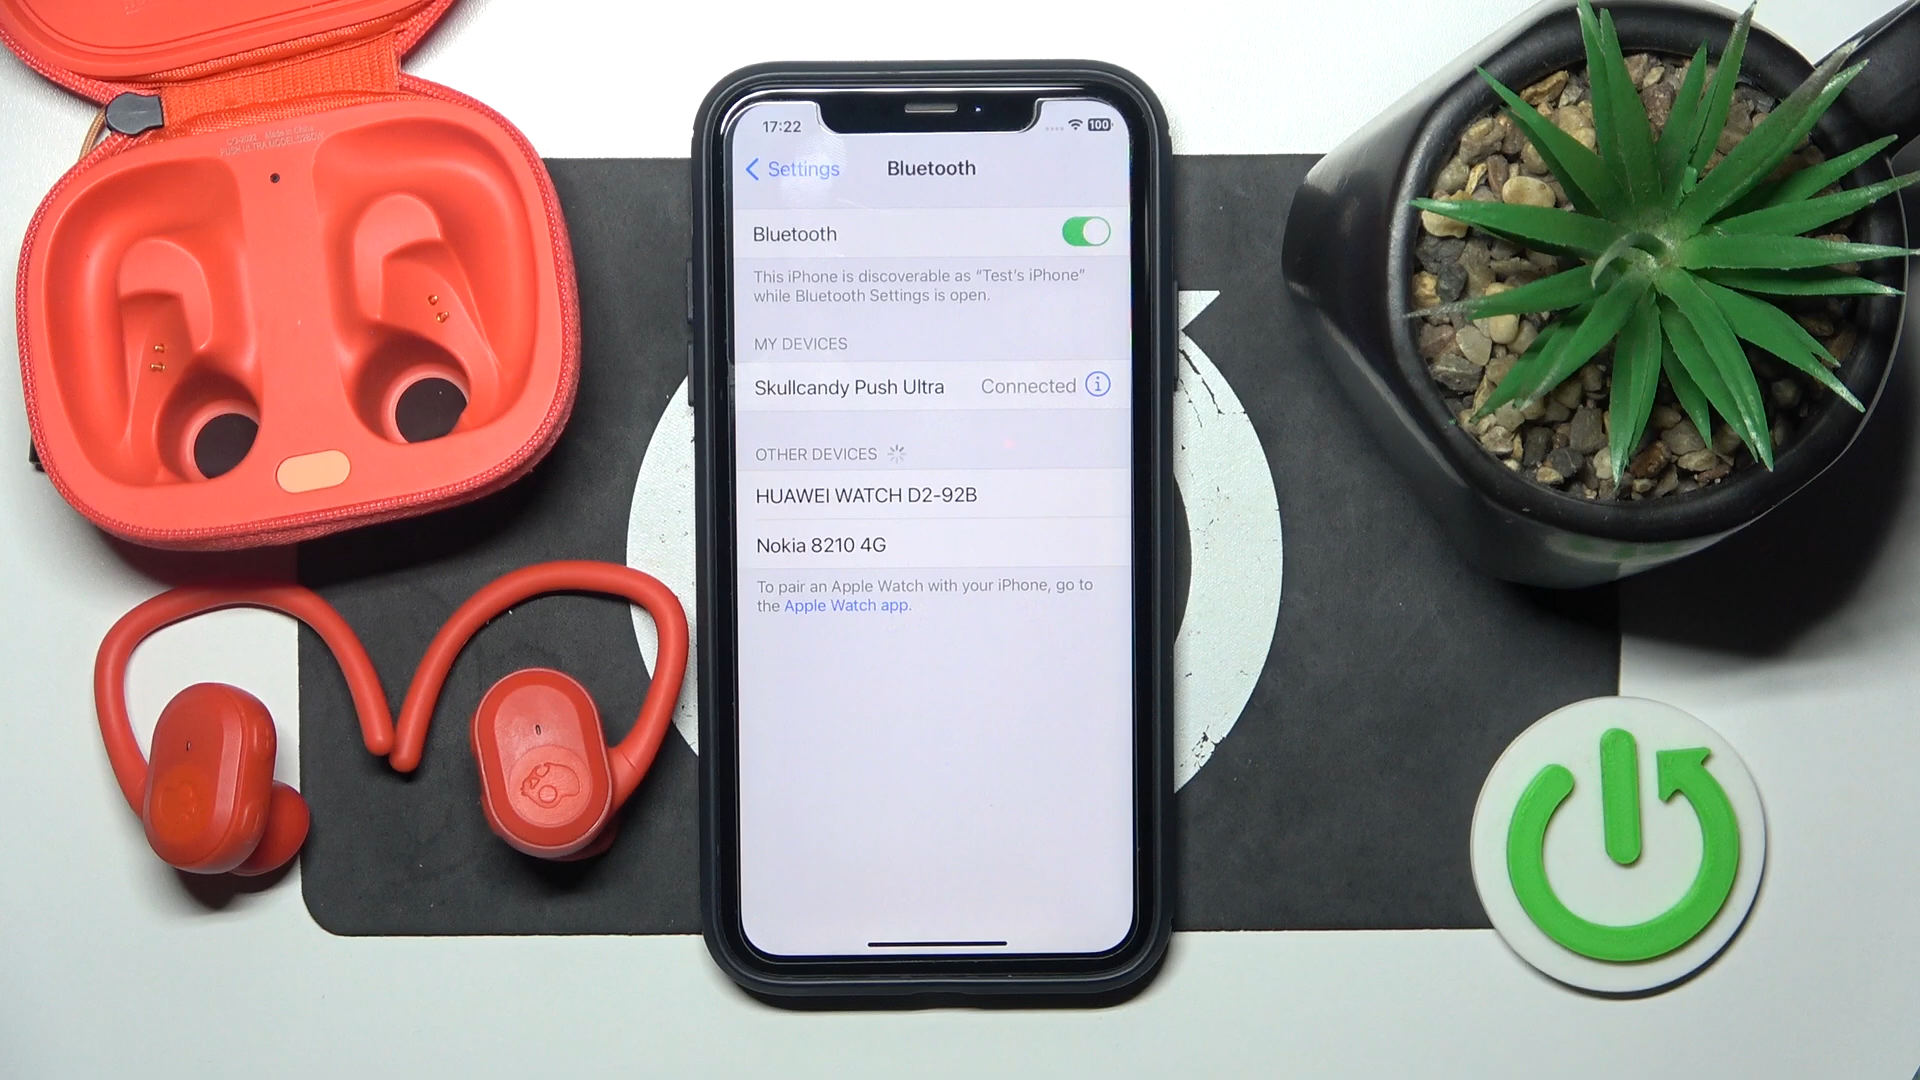 17:22
100
Settings
Bluetooth
Bluetooth
This iPhone is discoverable as “Test's iPhone”
while Bluetooth Settings is open.
MY DEVICES
Skullcandy Push Ultra
Connected
OTHER DEVICES
HUAWEI WATCH D2-92B
Nokia 8210 4G
To pair an Apple Watch with your iPhone, go to
the Apple Watch app.